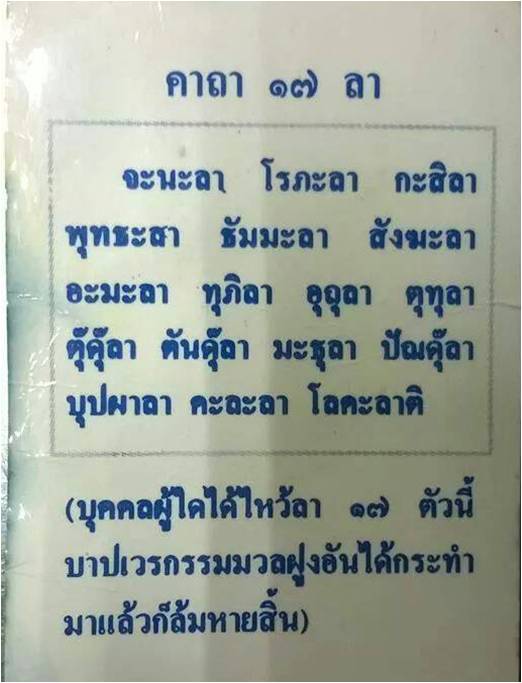 คาถา ๑๗ ลา
จะพะลา โรภะลา กะสิลา
พุทธะสา ธัมมะลา สังฆะลา
อะมะลา ทุภิลา อุถุลา ตุทุลา
ตุ๊คุ๊ลา ตันคุ๊ลา มะธุลา ปัณคุ๊ลา
บุปผาลา คะละลา โลคะลาติ
(บุคคลผู้ใดได้ไหว้ลา ๑๗ ตัวนี้
บาปเวรกรรมมวลฝูงอันได้กระทำ
มาแล้วก็ล้มหายสิ้น)